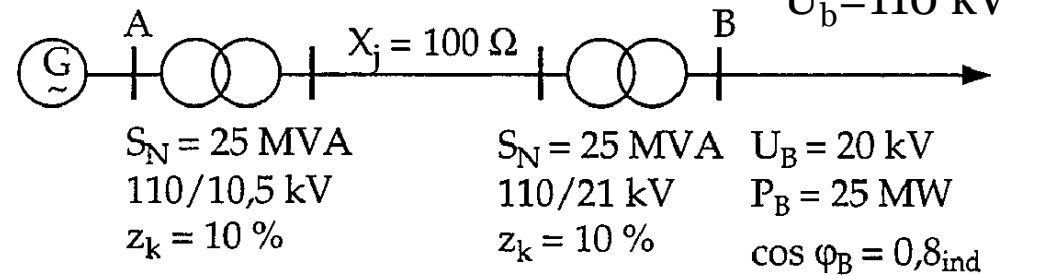 U_b=110 kV
A
B
G
~
X_j = 100 Ω
S_N = 25 MVA
110/10,5 kV
z_k = 10 %
S_N = 25 MVA
110/21 kV
z_k = 10 %
U_B = 20 kV
P_B = 25 MW
cos φ_B = 0,8_ind